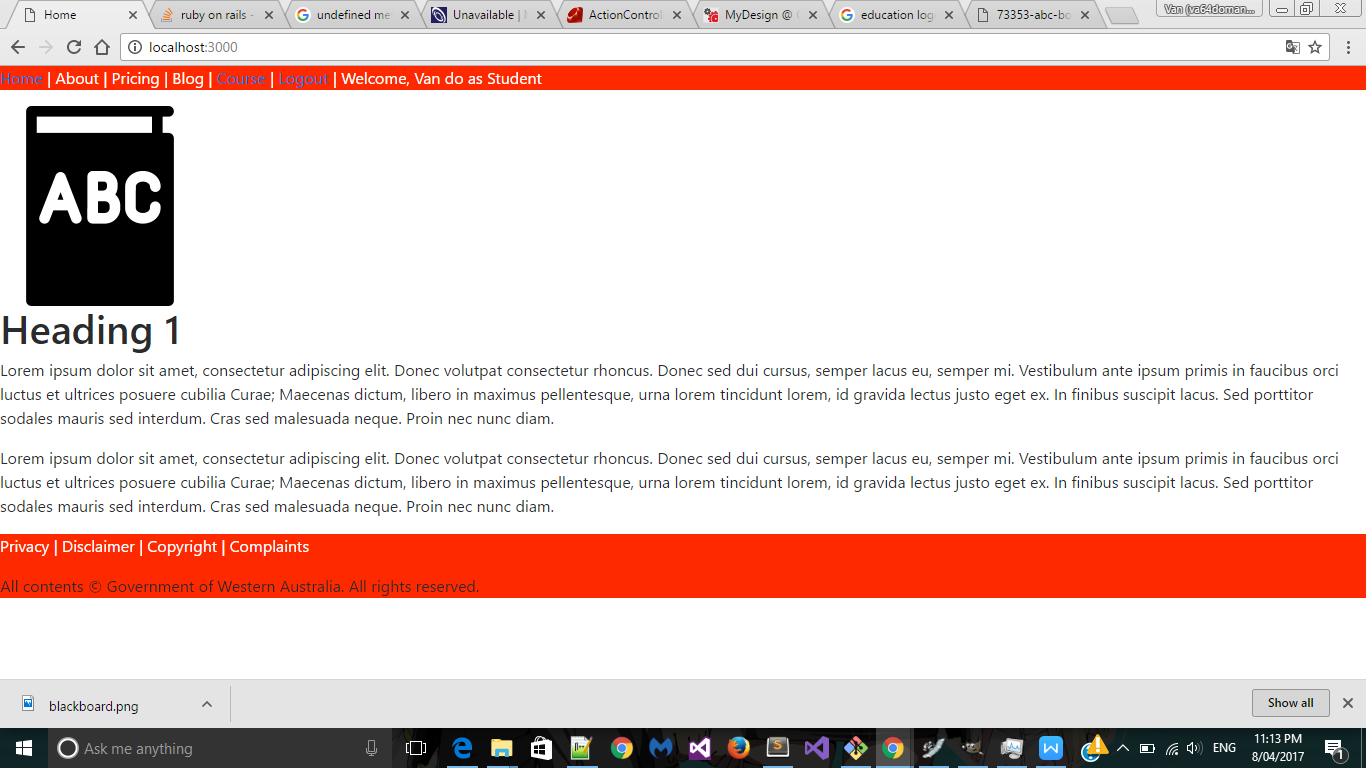 Home
ruby on rails -
undefined me
Unavailable |
ActionControl
MyDesign @
education log
73353-abc-bo
Van (va64doman...
localhost:3000
Home | About | Pricing | Blog | Course | Logout | Welcome, Van do as Student
ABC
Heading 1
Lorem ipsum dolor sit amet, consectetur adipiscing elit. Donec volutpat consectetur rhoncus. Donec sed dui cursus, semper lacus eu, semper mi. Vestibulum ante ipsum primis in faucibus orci
luctus et ultrices posuere cubilia Curae; Maecenas dictum, libero in maximus pellentesque, urna lorem tincidunt lorem, id gravida lectus justo eget ex. In finibus suscipit lacus. Sed porttitor
sodales mauris sed interdum. Cras sed malesuada neque. Proin nec nunc diam.
Lorem ipsum dolor sit amet, consectetur adipiscing elit. Donec volutpat consectetur rhoncus. Donec sed dui cursus, semper lacus eu, semper mi. Vestibulum ante ipsum primis in faucibus orci
luctus et ultrices posuere cubilia Curae; Maecenas dictum, libero in maximus pellentesque, urna lorem tincidunt lorem, id gravida lectus justo eget ex. In finibus suscipit lacus. Sed porttitor
sodales mauris sed interdum. Cras sed malesuada neque. Proin nec nunc diam.
Privacy | Disclaimer | Copyright | Complaints
All contents © Government of Western Australia. All rights reserved.
blackboard.png
Show all
Ask me anything
ENG
11:13 PM
8/04/2017
1